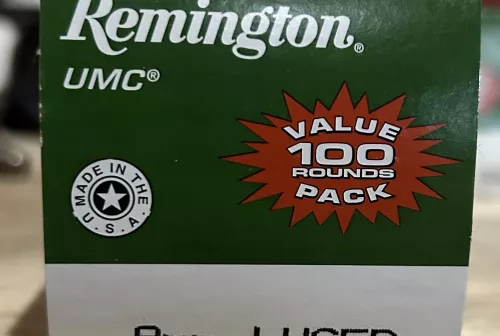 Remington®
UMC®
VALUE
100
ROUNDS
PACK
MADE IN THE
U.S.A.